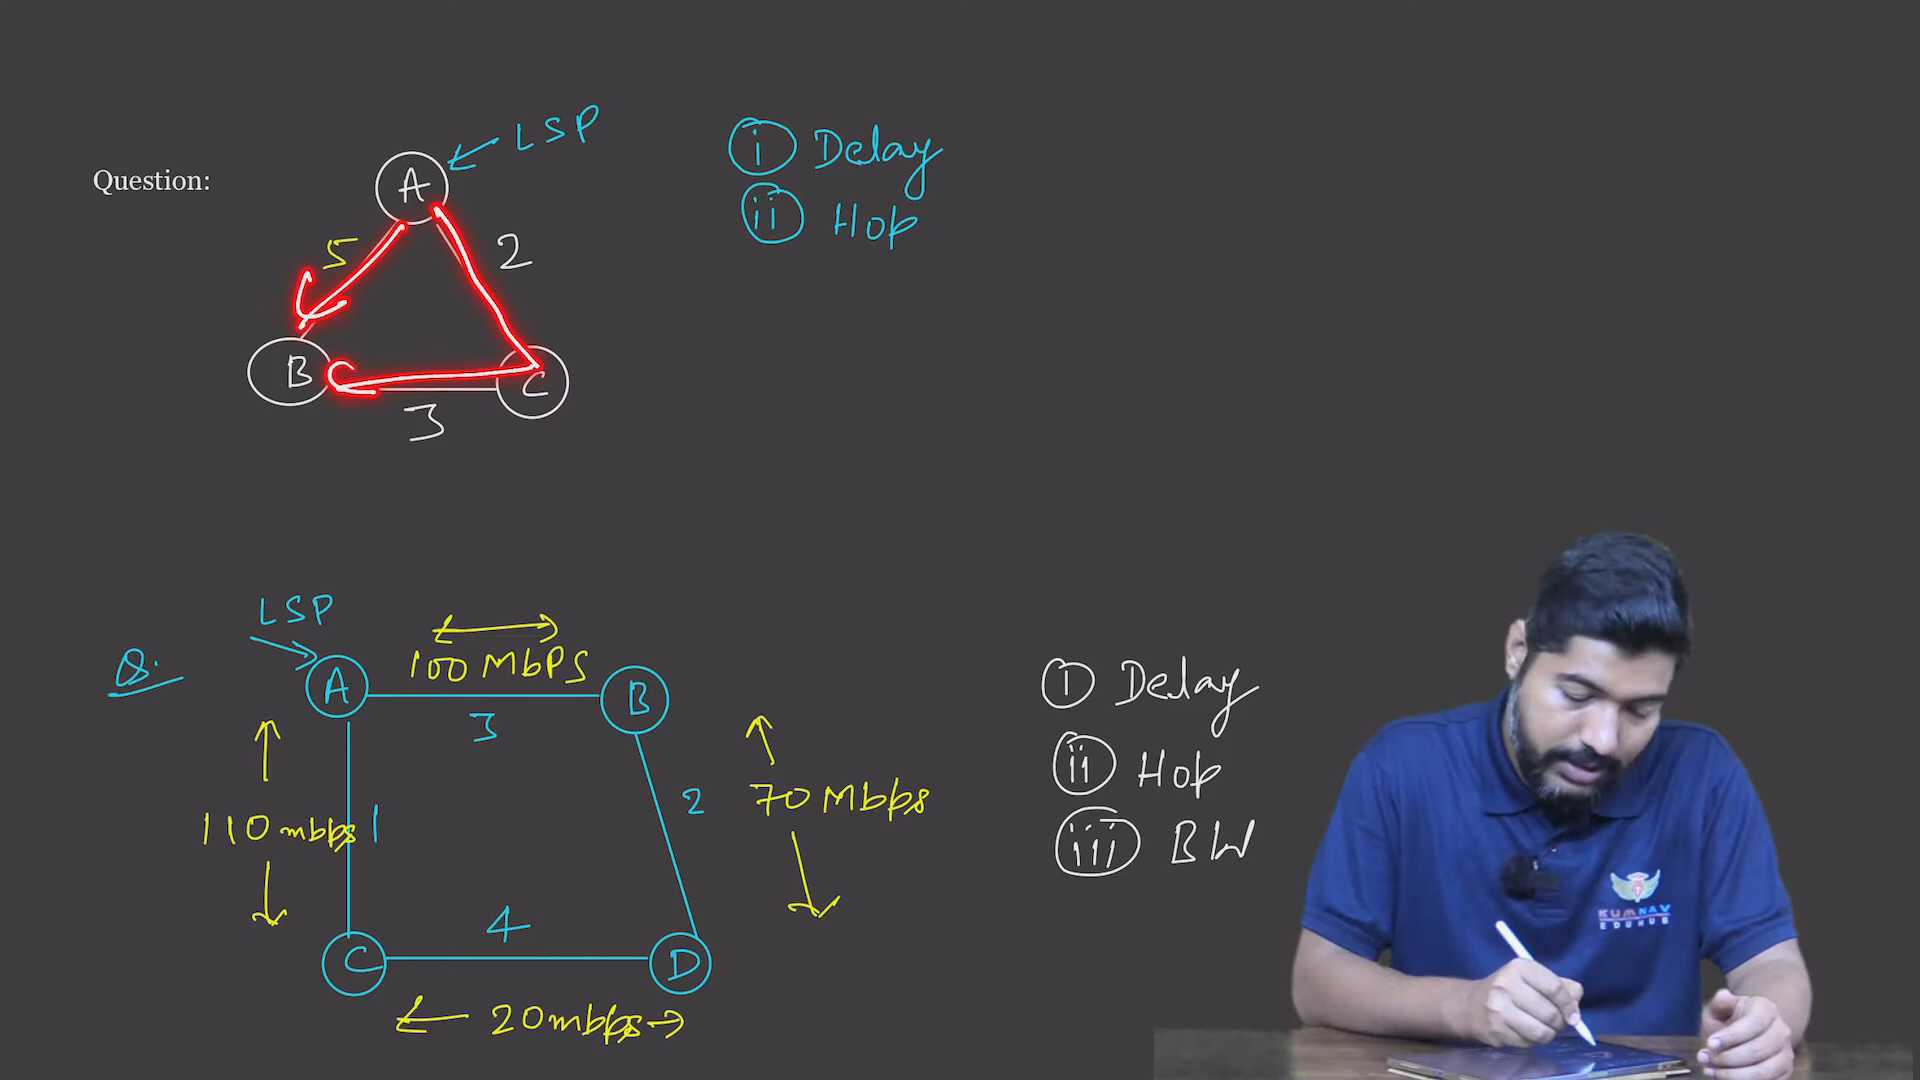 LSP
Question:
A
5
2
B
C
3
i Delay
ii Hop
LSP
Q.
A
100 MbPS
B
3
110 mbps
1
2
70 Mbps
4
C
D
20 mbps
i Delay
ii Hop
iii BW
KUMNAV
EDUHUB